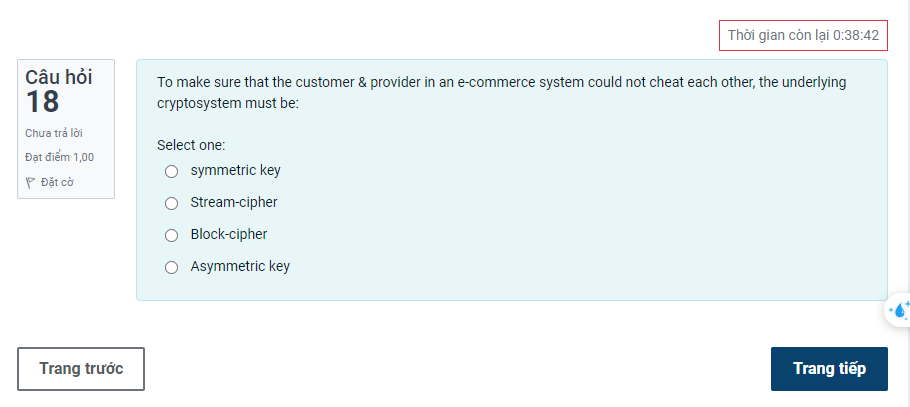 Thời gian còn lại 0:38:42
Câu hỏi
18
Chưa trả lời
Đạt điểm 1,00
Đặt cờ
To make sure that the customer & provider in an e-commerce system could not cheat each other, the underlying
cryptosystem must be:
Select one:
symmetric key
Stream-cipher
Block-cipher
Asymmetric key
Trang trước
Trang tiếp